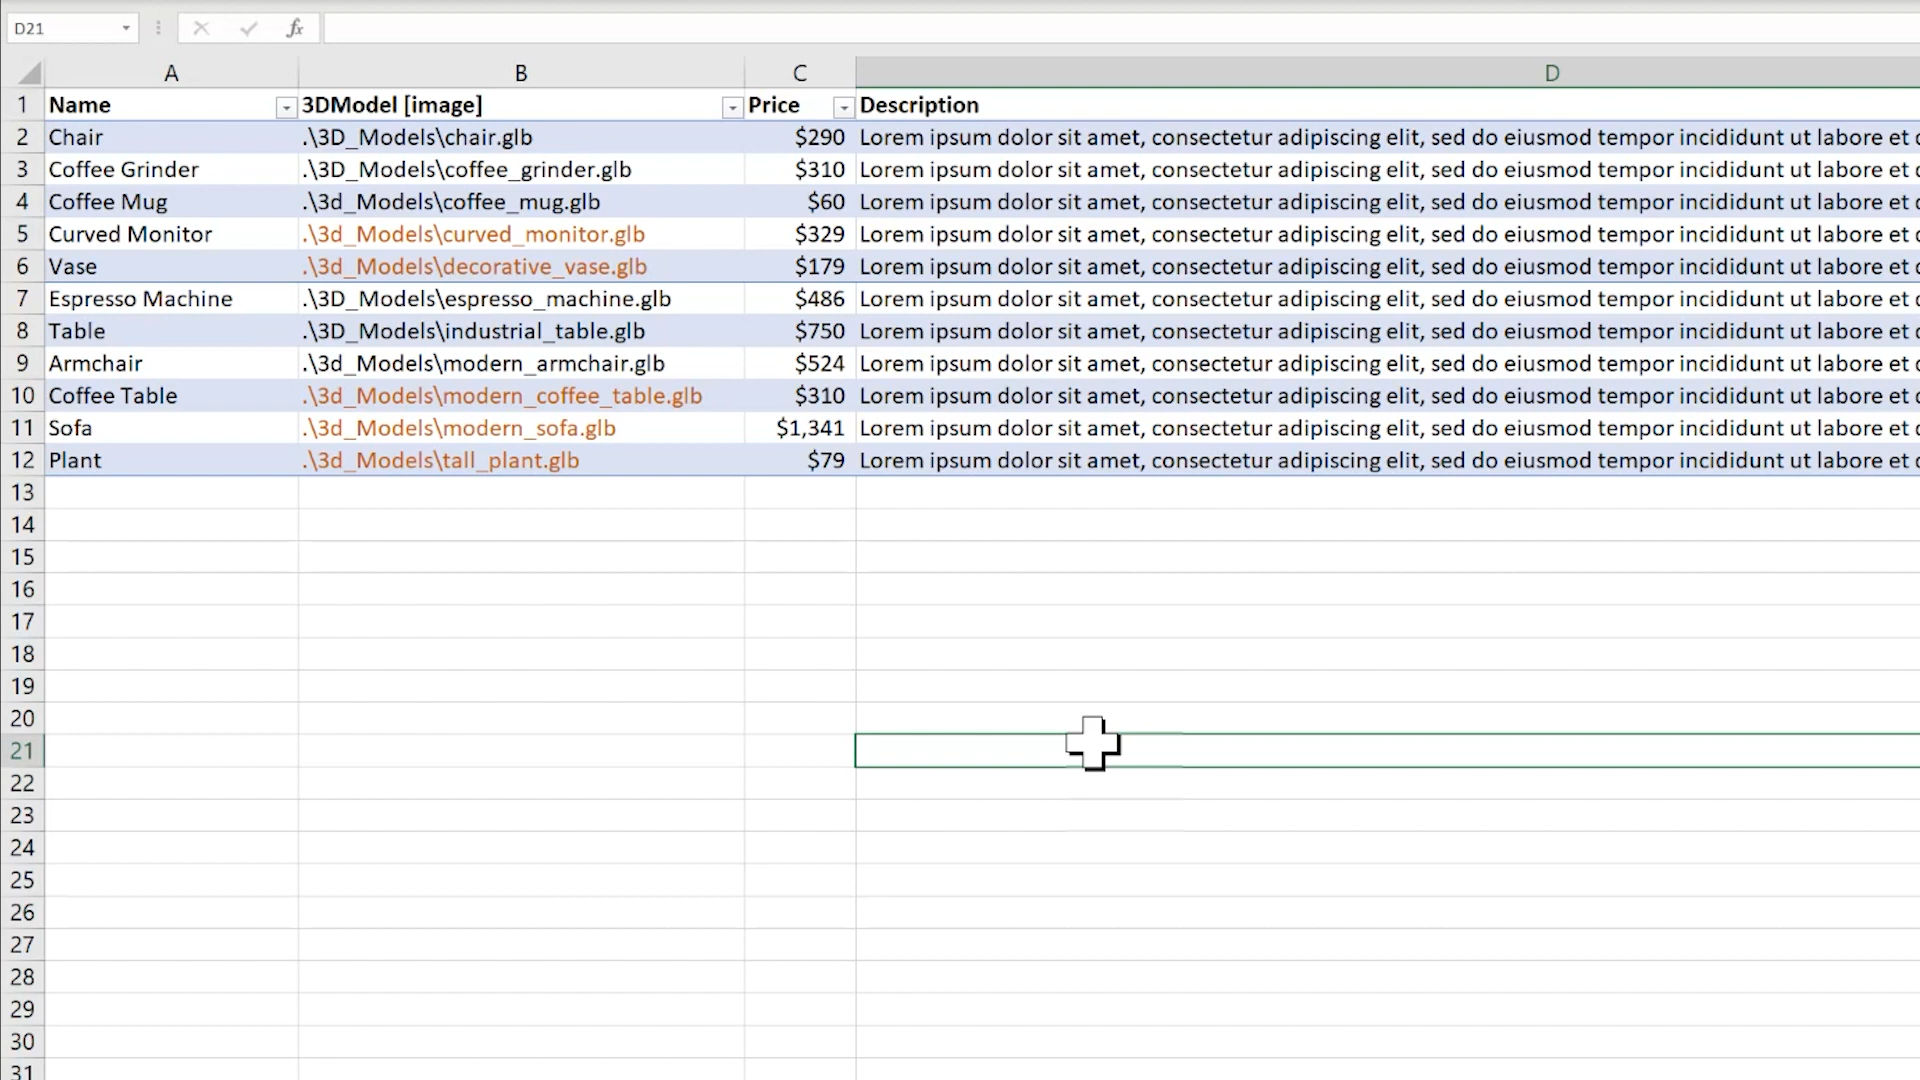 D21 fx
A B C D
1 Name 3DModel [image] Price Description
2 Chair .\3D_Models\chair.glb $290 Lorem ipsum dolor sit amet, consectetur adipiscing elit, sed do eiusmod tempor incididunt ut labore et
3 Coffee Grinder .\3D_Models\coffee_grinder.glb $310 Lorem ipsum dolor sit amet, consectetur adipiscing elit, sed do eiusmod tempor incididunt ut labore et
4 Coffee Mug .\3d_Models\coffee_mug.glb $60 Lorem ipsum dolor sit amet, consectetur adipiscing elit, sed do eiusmod tempor incididunt ut labore et
5 Curved Monitor .\3d_Models\curved_monitor.glb $329 Lorem ipsum dolor sit amet, consectetur adipiscing elit, sed do eiusmod tempor incididunt ut labore et
6 Vase .\3d_Models\decorative_vase.glb $179 Lorem ipsum dolor sit amet, consectetur adipiscing elit, sed do eiusmod tempor incididunt ut labore et
7 Espresso Machine .\3D_Models\espresso_machine.glb $486 Lorem ipsum dolor sit amet, consectetur adipiscing elit, sed do eiusmod tempor incididunt ut labore et
8 Table .\3D_Models\industrial_table.glb $750 Lorem ipsum dolor sit amet, consectetur adipiscing elit, sed do eiusmod tempor incididunt ut labore et
9 Armchair .\3d_Models\modern_armchair.glb $524 Lorem ipsum dolor sit amet, consectetur adipiscing elit, sed do eiusmod tempor incididunt ut labore et
10 Coffee Table .\3d_Models\modern_coffee_table.glb $310 Lorem ipsum dolor sit amet, consectetur adipiscing elit, sed do eiusmod tempor incididunt ut labore et
11 Sofa .\3d_Models\modern_sofa.glb $1,341 Lorem ipsum dolor sit amet, consectetur adipiscing elit, sed do eiusmod tempor incididunt ut labore et
12 Plant .\3d_Models\tall_plant.glb $79 Lorem ipsum dolor sit amet, consectetur adipiscing elit, sed do eiusmod tempor incididunt ut labore et
13
14
15
16
17
18
19
20
21
22
23
24
25
26
27
28
29
30
31